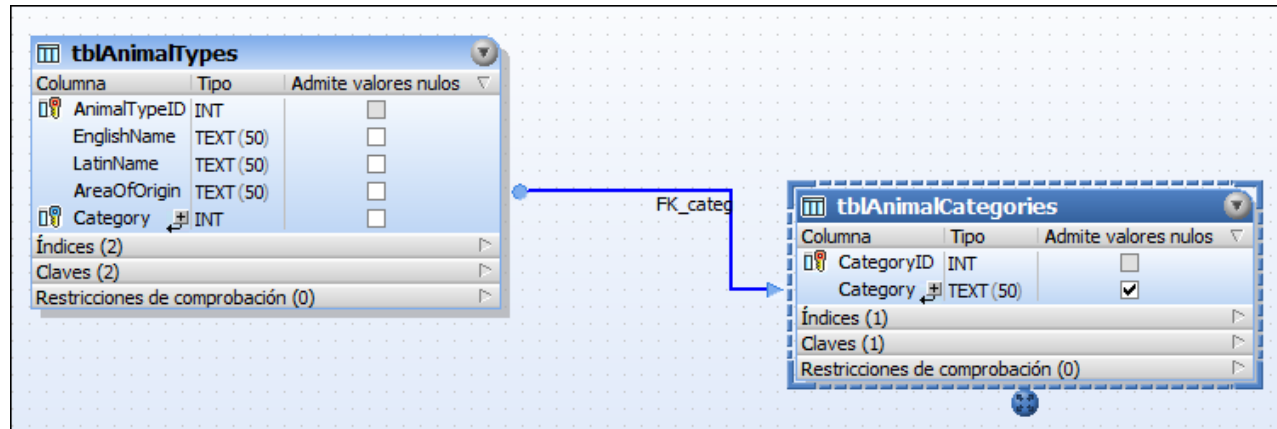 tblAnimalTypes
Columna Tipo Admite valores nulos
AnimalTypeID INT
EnglishName TEXT (50)
LatinName TEXT (50)
AreaOfOrigin TEXT (50)
Category INT
Índices (2)
Claves (2)
Restricciones de comprobación (0)
FK_categ
tblAnimalCategories
Columna Tipo Admite valores nulos
CategoryID INT
Category TEXT (50)
Índices (1)
Claves (1)
Restricciones de comprobación (0)